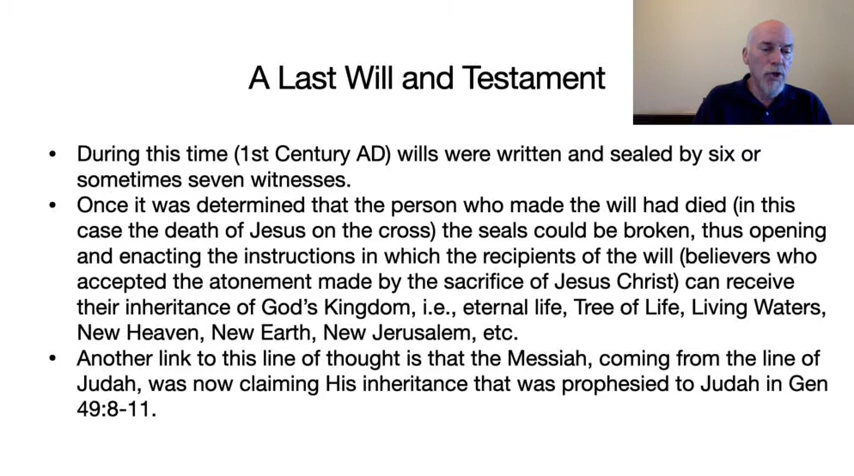 A Last Will and Testament
• During this time (1st Century AD) wills were written and sealed by six or
sometimes seven witnesses.
• Once it was determined that the person who made the will had died (in this
case the death of Jesus on the cross) the seals could be broken, thus opening
and enacting the instructions in which the recipients of the will (believers who
accepted the atonement made by the sacrifice of Jesus Christ) can receive
their inheritance of God’s Kingdom, i.e., eternal life, Tree of Life, Living Waters,
New Heaven, New Earth, New Jerusalem, etc.
• Another link to this line of thought is that the Messiah, coming from the line of
Judah, was now claiming His inheritance that was prophesied to Judah in Gen
49:8-11.